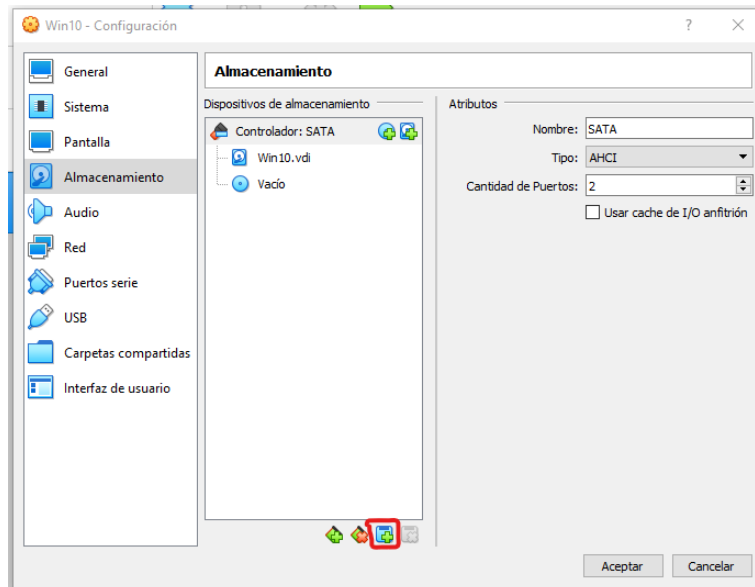 Win10 - Configuración
?
General
Sistema
Pantalla
Almacenamiento
Audio
Red
Puertos serie
USB
Carpetas compartidas
Interfaz de usuario
Almacenamiento
Dispositivos de almacenamiento
Controlador: SATA
Win10.vdi
Vacío
Atributos
Nombre: SATA
Tipo: AHCI
Cantidad de Puertos: 2
Usar cache de I/O anfitrión
Aceptar
Cancelar